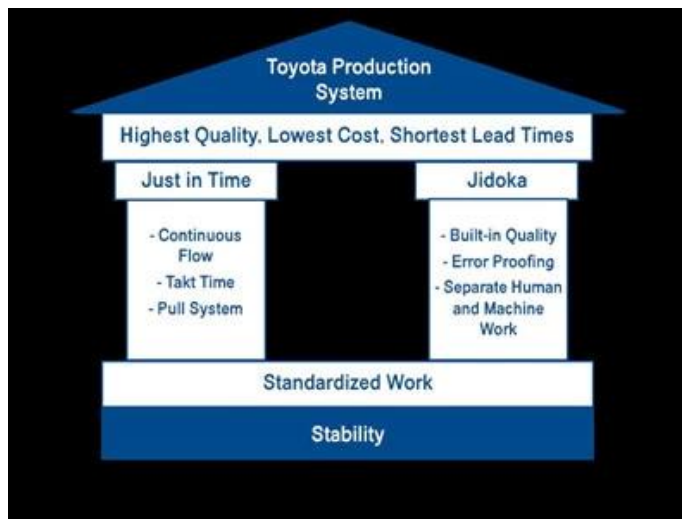 Toyota Production
System
Highest Quality, Lowest Cost, Shortest Lead Times
Just in Time
- Continuous
Flow
- Takt Time
- Pull System
Jidoka
- Built-in Quality
- Error Proofing
- Separate Human
and Machine
Work
Standardized Work
Stability